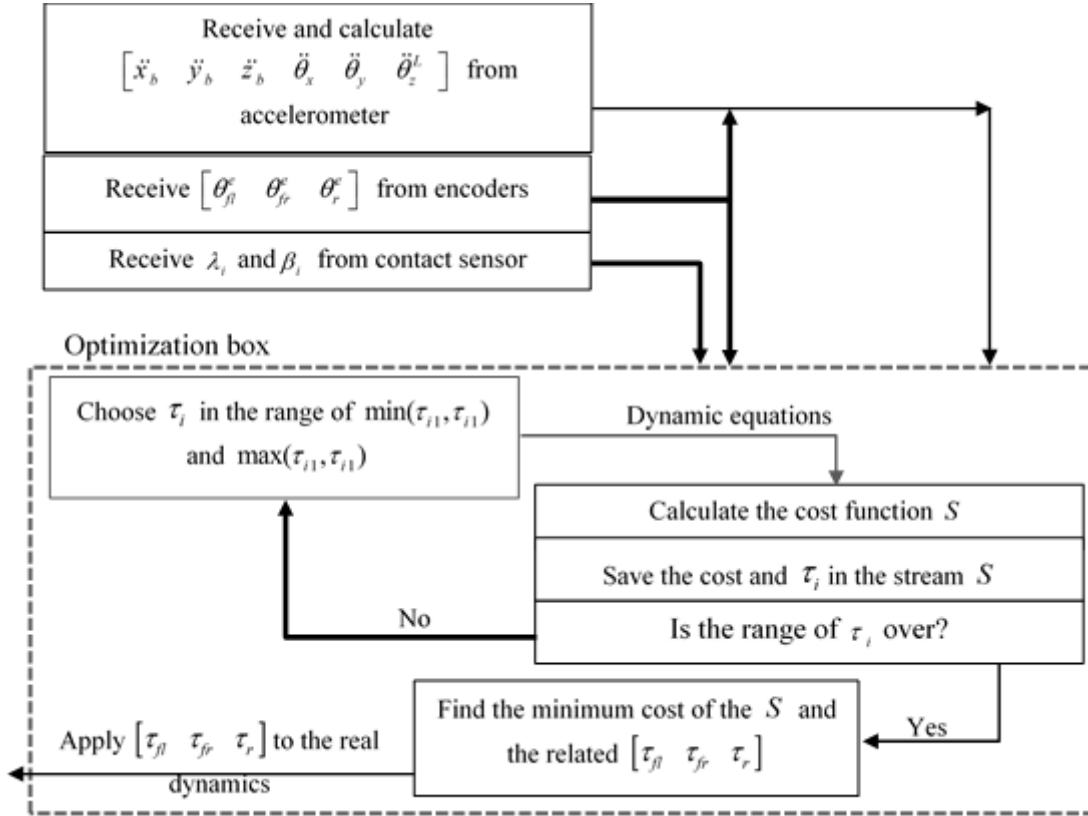 Receive and calculate
[ẍ_b ÿ_b z̈_b θ̈_x θ̈_y θ̈_z^L] from
accelerometer
Receive [θ_fl^e θ_fr^e θ_r^e] from encoders
Receive λ_i and β_i from contact sensor
Optimization box
Choose τ_i in the range of min(τ_i1, τ_i1)
and max(τ_i1, τ_i1)
Dynamic equations
Calculate the cost function S
Save the cost and τ_i in the stream S
Is the range of τ_i over?
No
Yes
Find the minimum cost of the S and
the related [τ_fl τ_fr τ_r]
Apply [τ_fl τ_fr τ_r] to the real
dynamics